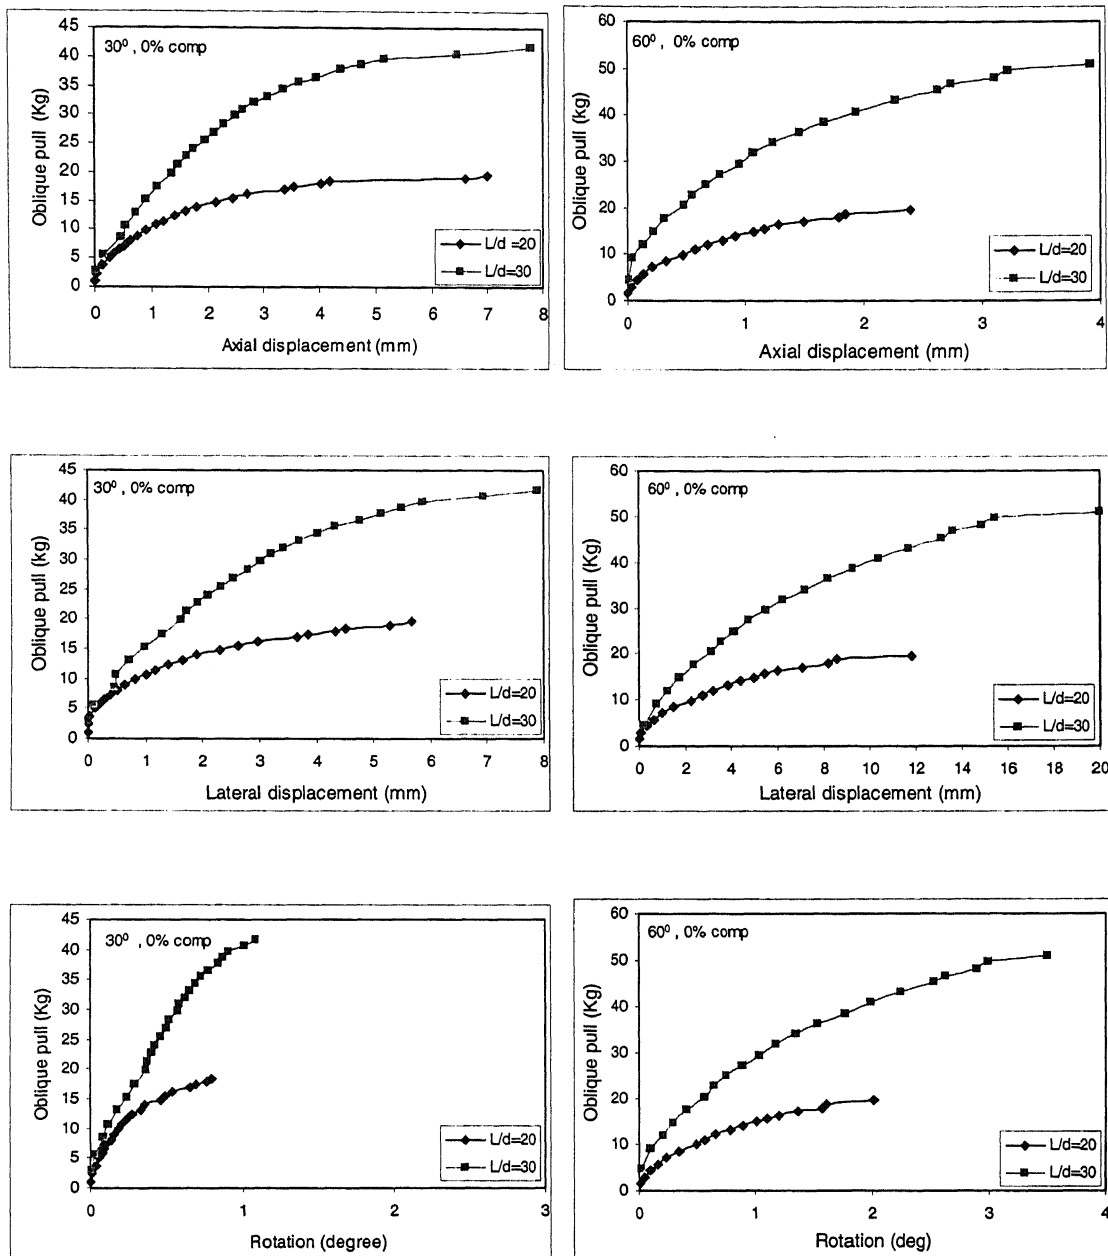 30⁰ , 0% comp
Oblique pull (Kg)
45
40
35
30
25
20
15
10
5
0
L/d =20
L/d=30
0 1 2 3 4 5 6 7 8
Axial displacement (mm)
60⁰ , 0% comp
Oblique pull (Kg)
60
50
40
30
20
10
0
L/d=20
L/d=30
0 1 2 3 4
Axial displacement (mm)
30⁰ , 0% comp
Oblique pull (Kg)
45
40
35
30
25
20
15
10
5
0
L/d=20
L/d=30
0 1 2 3 4 5 6 7 8
Lateral displacement (mm)
60⁰ , 0% comp
Oblique pull (Kg)
60
50
40
30
20
10
0
L/d=20
L/d=30
0 2 4 6 8 10 12 14 16 18 20
Lateral displacement (mm)
30⁰ , 0% comp
Oblique pull (Kg)
45
40
35
30
25
20
15
10
5
0
L/d=20
L/d=30
0 1 2 3
Rotation (degree)
60⁰ , 0% comp
Oblique pull (Kg)
60
50
40
30
20
10
0
L/d=20
L/d=30
0 1 2 3 4
Rotation (deg)